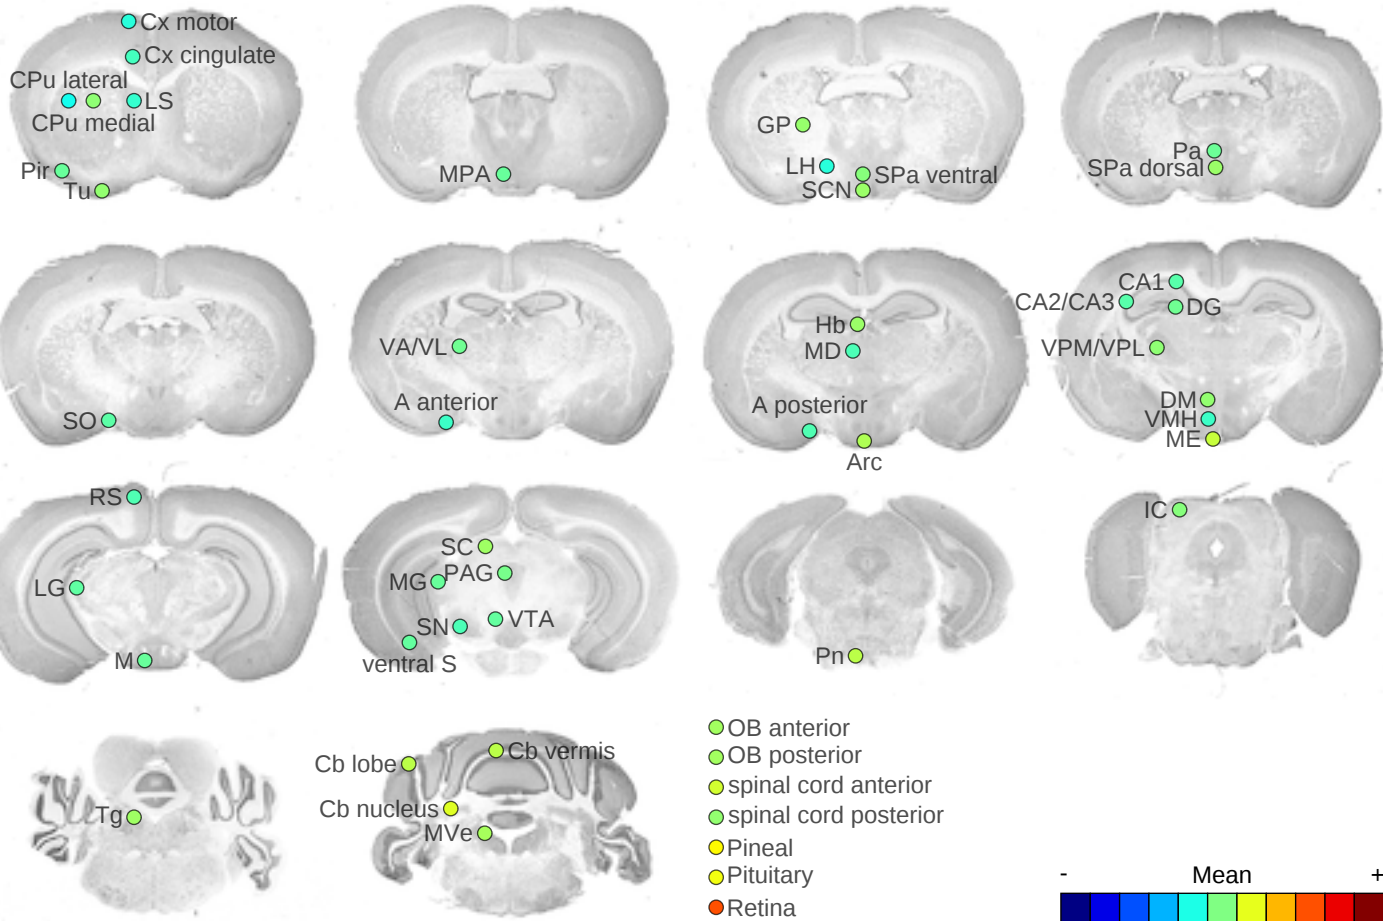 Cx motor
Cx cingulate
CPu lateral
LS
CPu medial
Pir
Tu
MPA
GP
LH
SPa ventral
SCN
Pa
SPa dorsal
SO
VA/VL
A anterior
Hb
MD
A posterior
Arc
CA1
CA2/CA3
DG
VPM/VPL
DM
VMH
ME
RS
LG
M
SC
PAG
MG
VTA
SN
ventral S
Pn
IC
Tg
Cb vermis
Cb lobe
Cb nucleus
MVe
OB anterior
OB posterior
spinal cord anterior
spinal cord posterior
Pineal
Pituitary
Retina
- Mean +